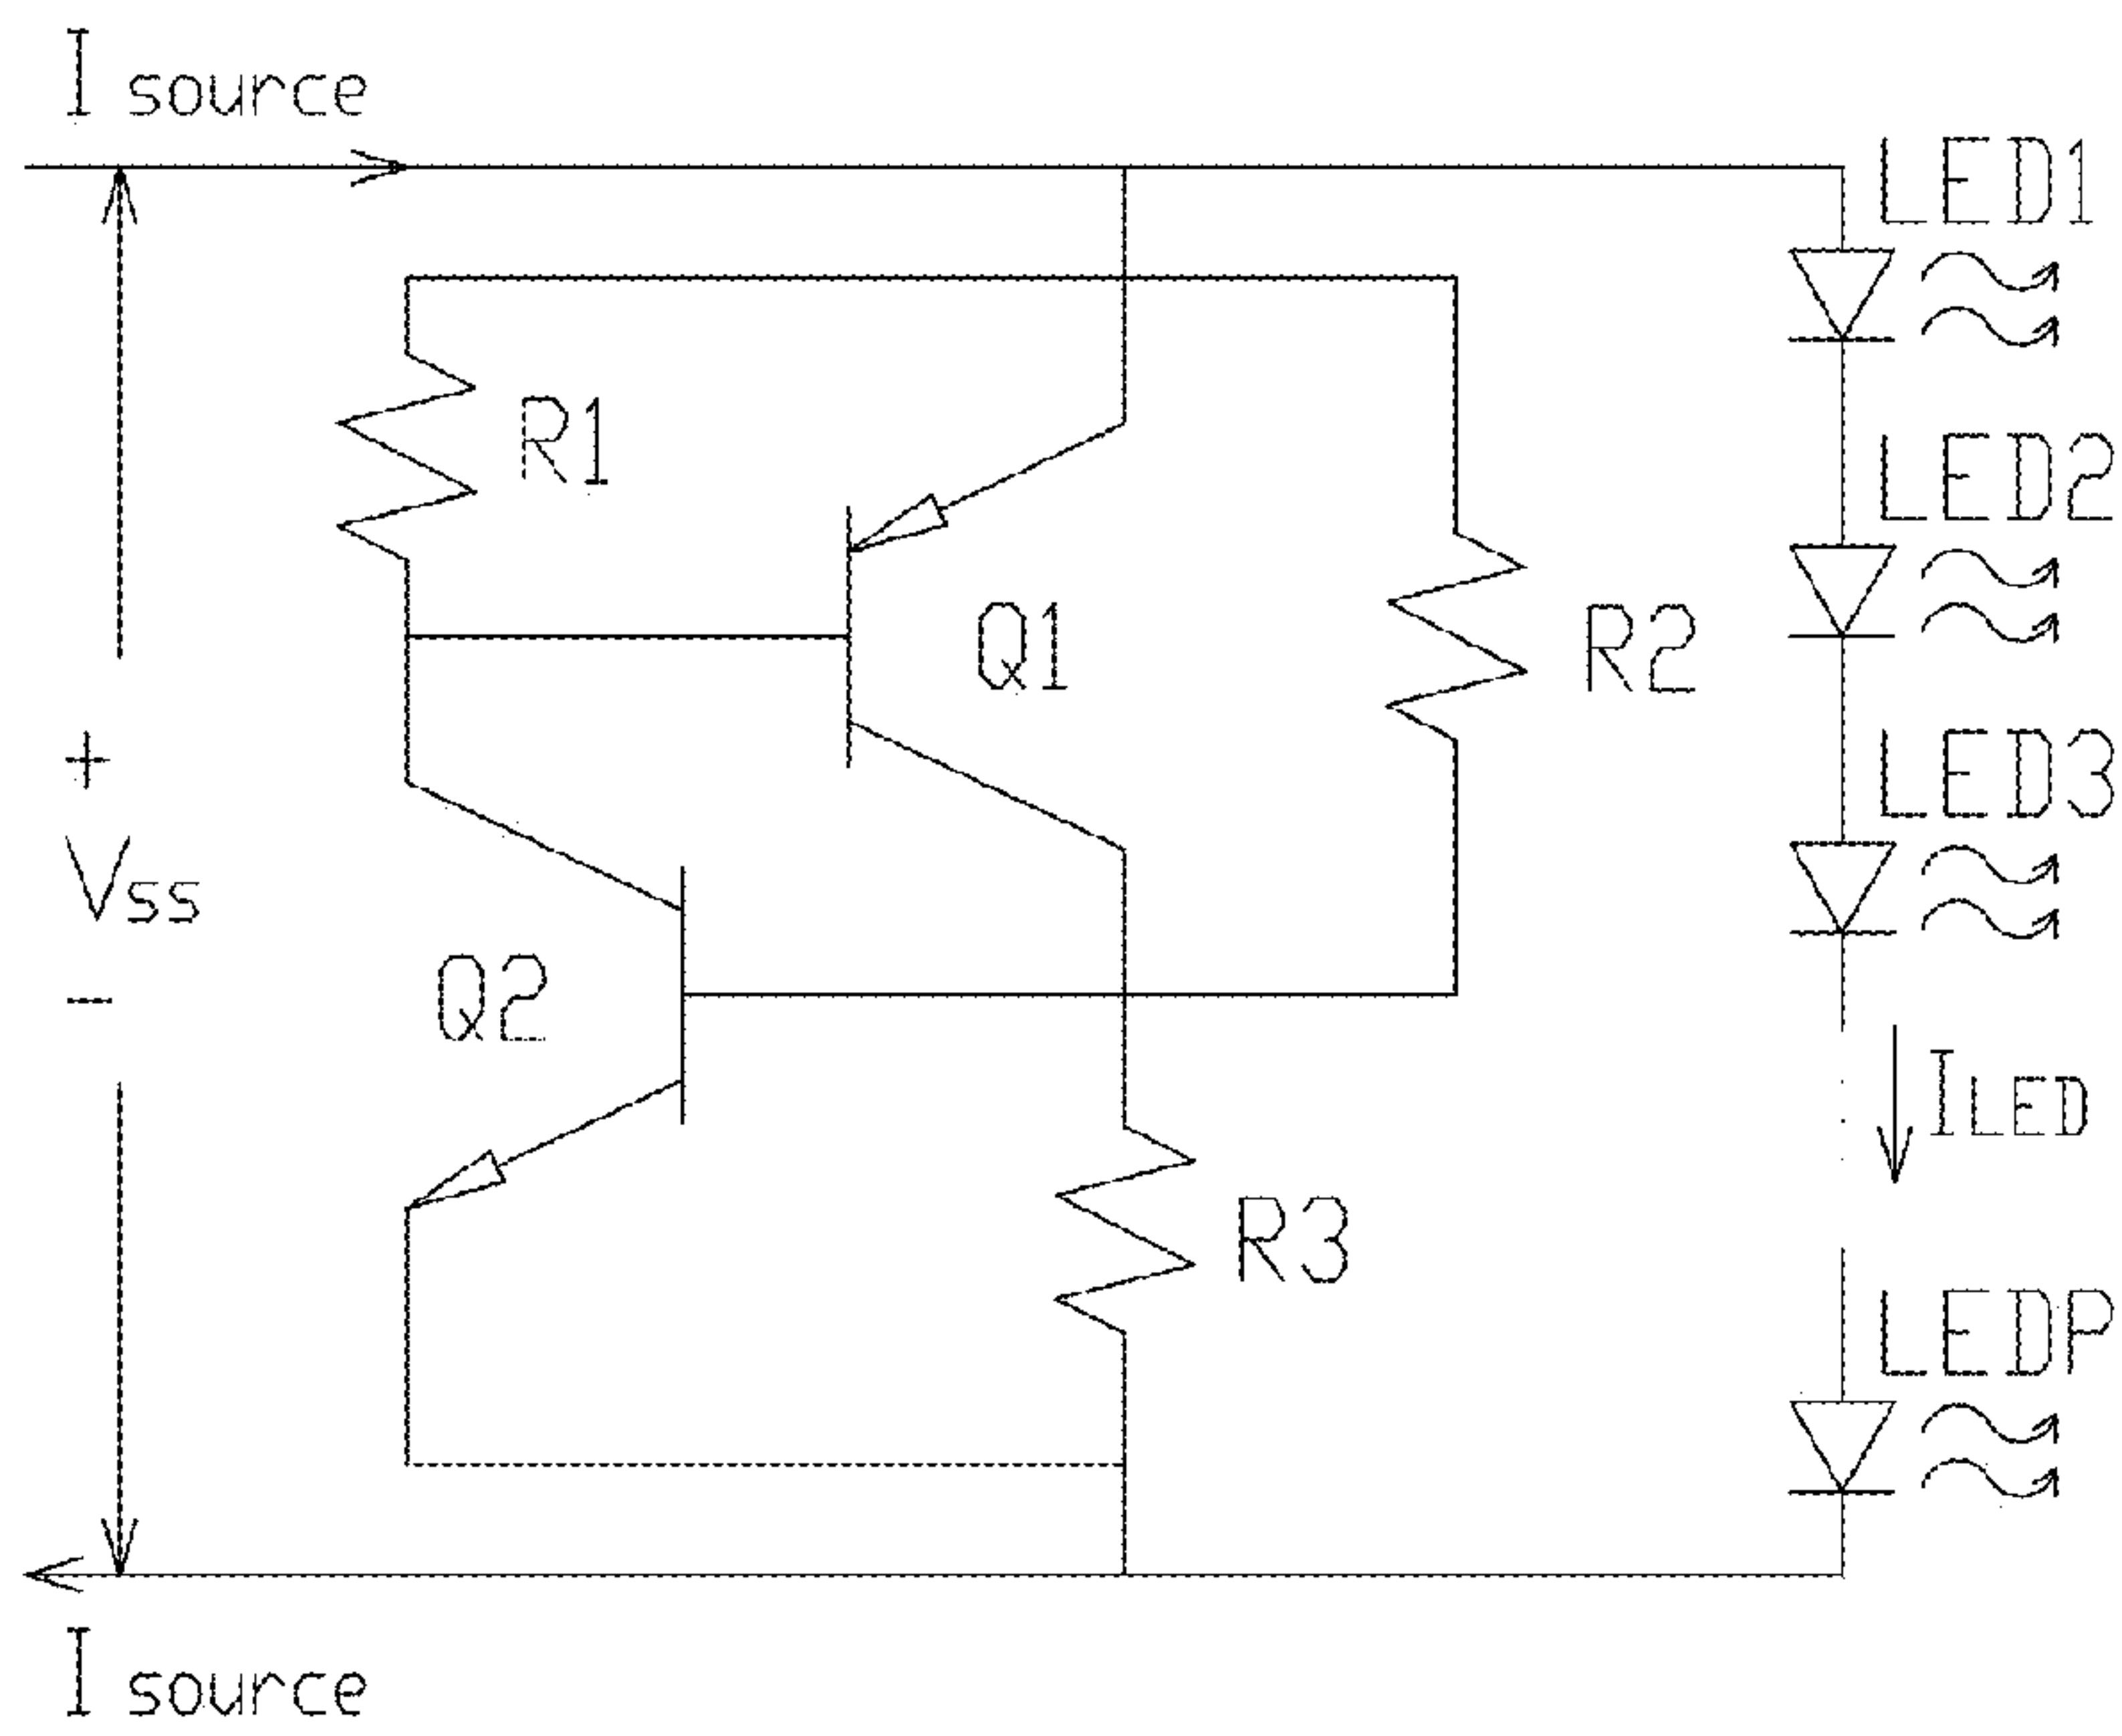 I source
LED1
R1
LED2
Q1
R2
LED3
+
Vss
-
Q2
ILED
R3
LEDP
I source